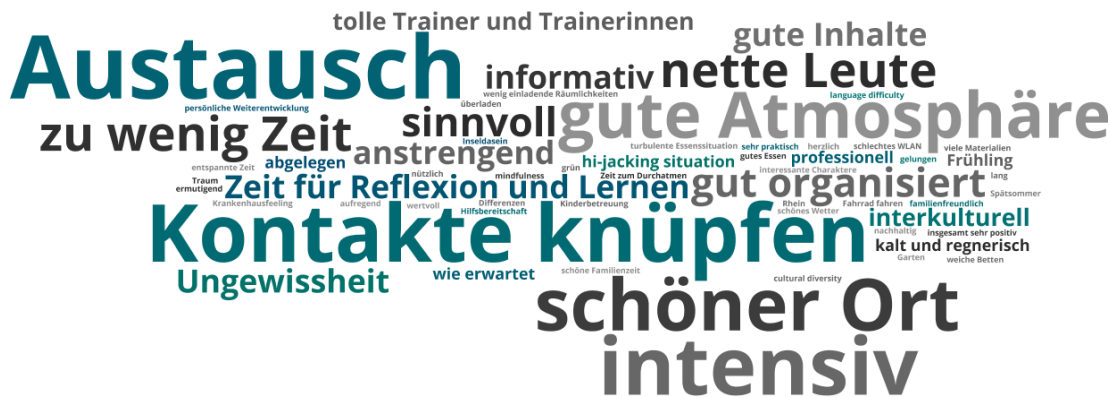 tolle Trainer und Trainerinnen
gute Inhalte
Austausch
informativ
nette Leute
wenig einladende Räumlichkeiten
language difficulty
persönliche Weiterentwicklung
überladen
gute Atmosphäre
zu wenig Zeit
sinnvoll
Inseldasein
anstrengend
turbulente Essenssituation
sehr praktisch
herzlich
schlechtes WLAN
viele Materialien
entspannte Zeit
abgelegen
grün
hi-jacking situation
gutes Essen
professionell
gelungen
Frühling
nützlich
mindfulness
Zeit zum Durchatmen
interessante Charaktere
lang
Traum
ermutigend
Zeit für Reflexion und Lernen
gut organisiert
Spätsommer
Krankenhausfeeling
aufregend
wertvoll
Differenzen
Hilfsbereitschaft
Kinderbetreuung
Rhein
Fahrrad fahren
familienfreundlich
schönes Wetter
Kontakte knüpfen
interkulturell
nachhaltig
insgesamt sehr positiv
kalt und regnerisch
Garten
weiche Betten
Ungewissheit
wie erwartet
schöne Familienzeit
cultural diversity
schöner Ort
intensiv